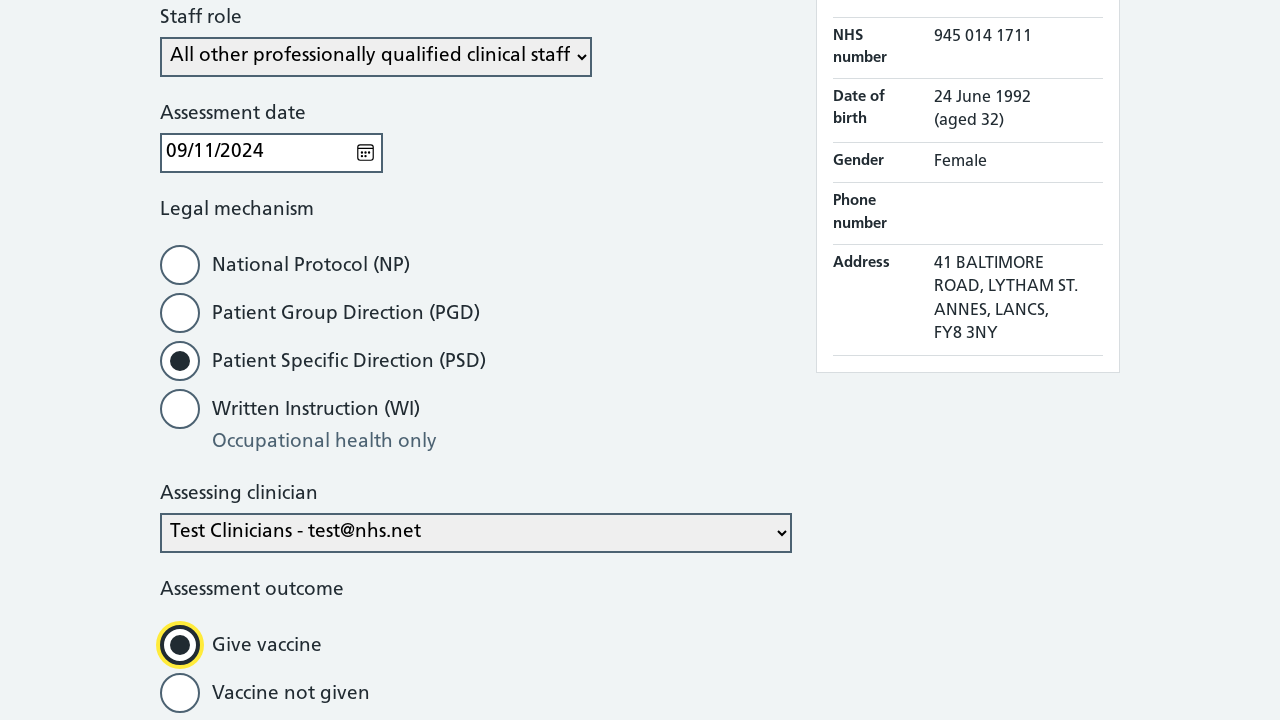 Staff role
All other professionally qualified clinical staff
Assessment date
09/11/2024
Legal mechanism
National Protocol (NP)
Patient Group Direction (PGD)
Patient Specific Direction (PSD)
Written Instruction (WI)
Occupational health only
Assessing clinician
Test Clinicians - test@nhs.net
Assessment outcome
Give vaccine
Vaccine not given
NHS number
945 014 1711
Date of birth
24 June 1992
(aged 32)
Gender
Female
Phone number
Address
41 BALTIMORE
ROAD, LYTHAM ST.
ANNES, LANCS,
FY8 3NY